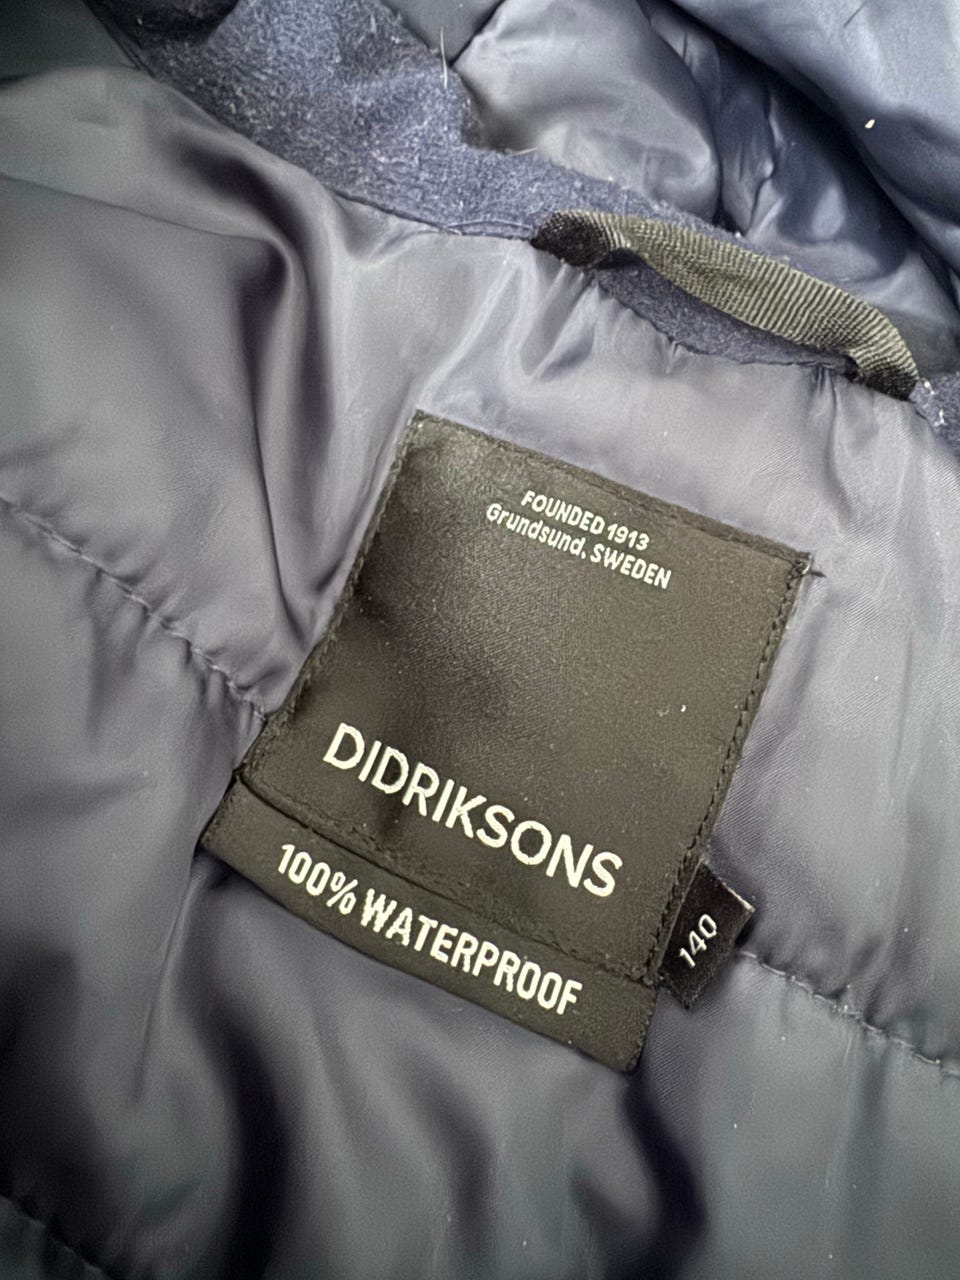 FOUNDED 1913
Grundsund, SWEDEN
DIDRIKSONS
100% WATERPROOF
140